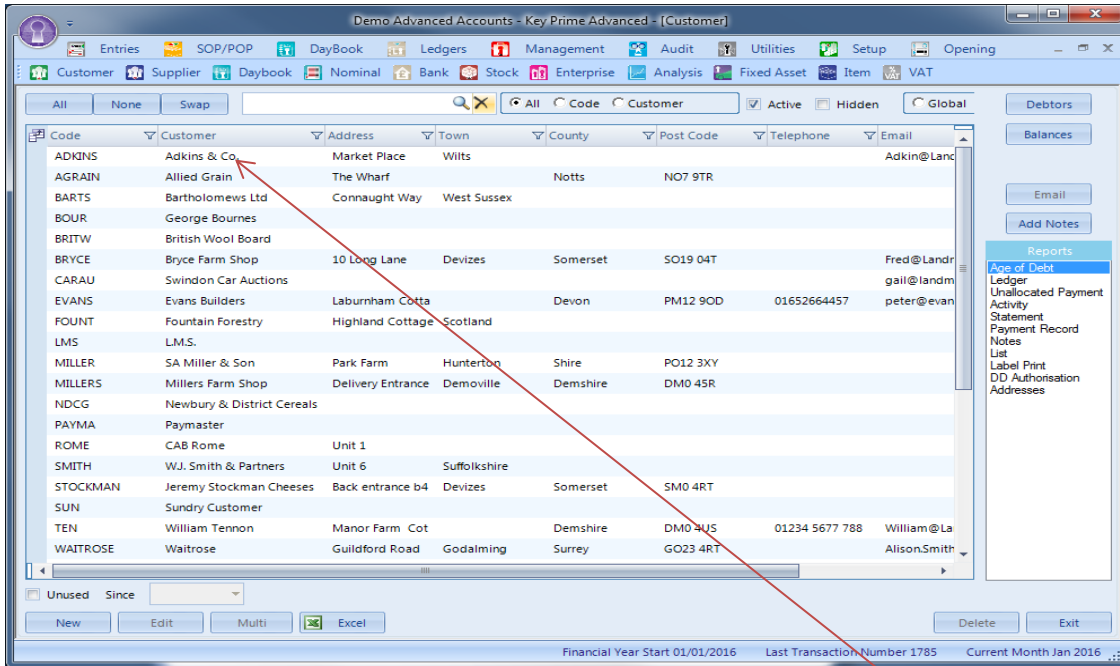 Demo Advanced Accounts - Key Prime Advanced - [Customer]
Entries SOP/POP DayBook Ledgers Management Audit Utilities Setup Opening
Customer Supplier Daybook Nominal Bank Stock Enterprise Analysis Fixed Asset Item VAT
All None Swap All Code Customer Active Hidden Global Debtors
Balances
Email
Add Notes
Code Customer Address Town County Post Code Telephone Email
ADKINS Adkins & Co. Market Place Wilts Adkin@Land
AGRAIN Allied Grain The Wharf Notts NO7 9TR
BARTS Bartholomews Ltd Connaught Way West Sussex
BOUR George Bournes
BRITW British Wool Board
BRYCE Bryce Farm Shop 10 Long Lane Devizes Somerset SO19 04T Fred@Landr
CARAU Swindon Car Auctions gail@landm
EVANS Evans Builders Laburnham Cotta Devon PM12 9OD 01652664457 peter@evan
FOUNT Fountain Forestry Highland Cottage Scotland
LMS L.M.S.
MILLER SA Miller & Son Park Farm Hunterton Shire PO12 3XY
MILLERS Millers Farm Shop Delivery Entrance Demoville Demshire DM0 45R
NDCG Newbury & District Cereals
PAYMA Paymaster
ROME CAB Rome Unit 1
SMITH W.J. Smith & Partners Unit 6 Suffolkshire
STOCKMAN Jeremy Stockman Cheeses Back entrance b4 Devizes Somerset SM0 4RT
SUN Sundry Customer
TEN William Tennon Manor Farm Cot Demshire DM0 4US 01234 5677 788 William@La
WAITROSE Waitrose Guildford Road Godalming Surrey GO23 4RT Alison.Smith
Reports
Age of Debt
Ledger
Unallocated Payment
Activity
Statement
Payment Record
Notes
List
Label Print
DD Authorisation
Addresses
Unused Since
New Edit Multi Excel Delete Exit
Financial Year Start 01/01/2016 Last Transaction Number 1785 Current Month Jan 2016